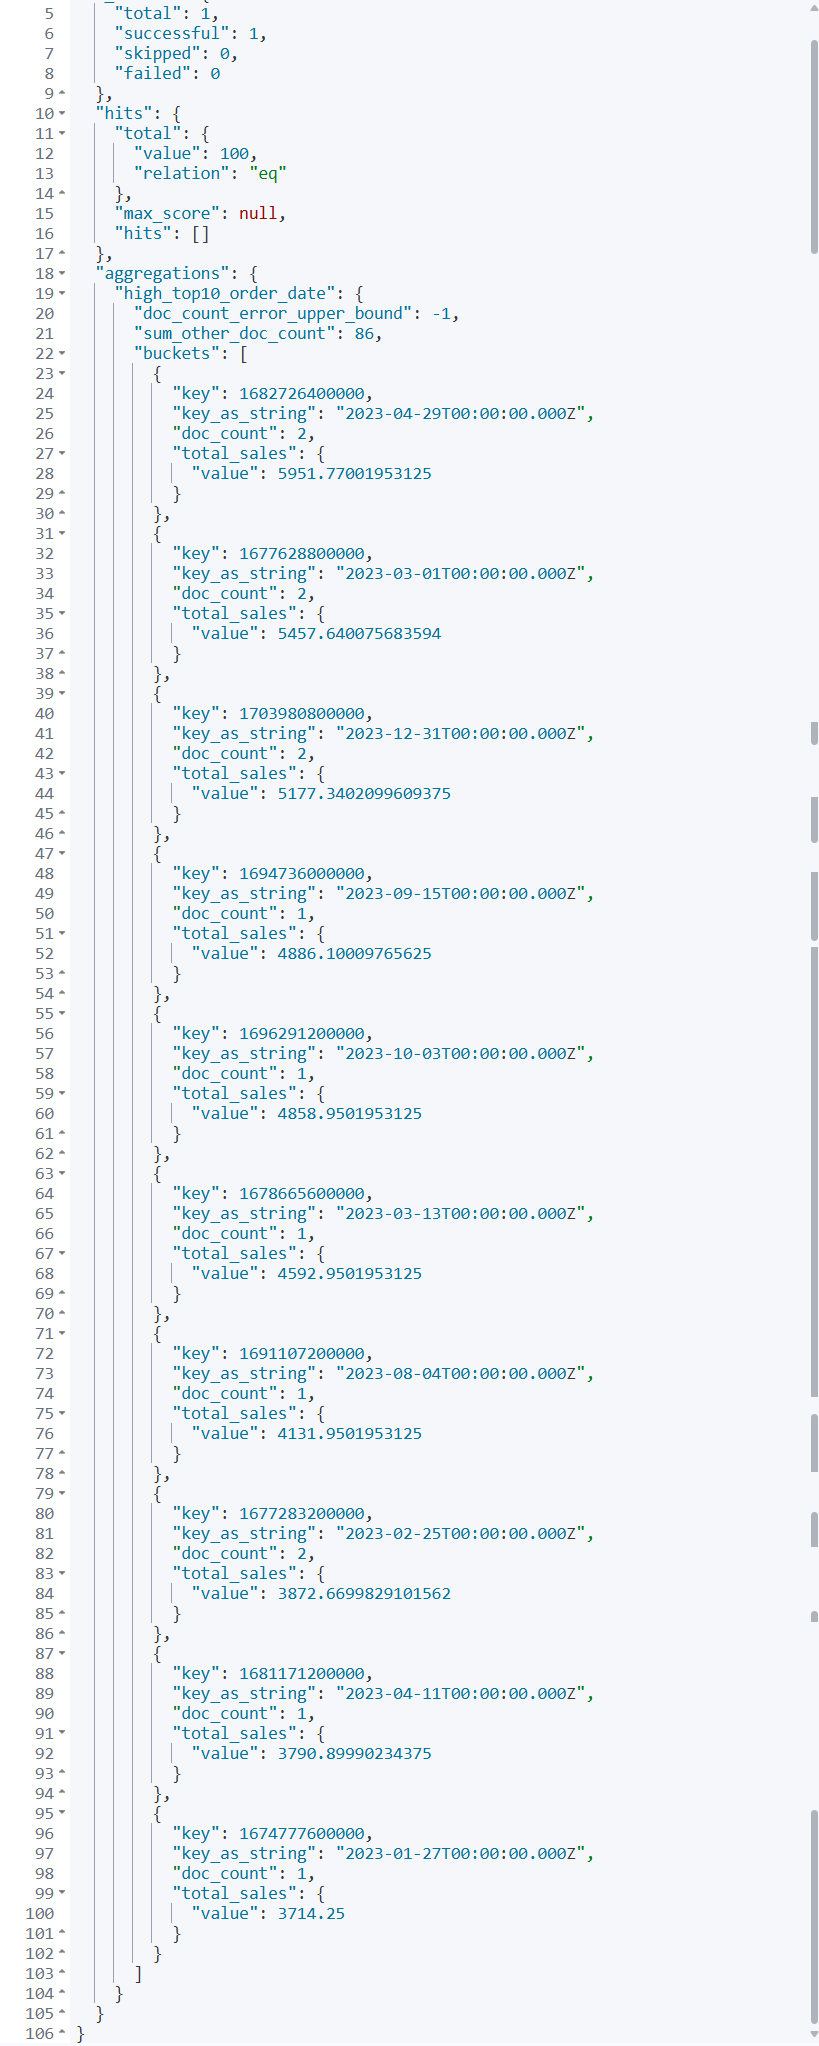 5 "total": 1,
6 "successful": 1,
7 "skipped": 0,
8 "failed": 0
9 },
10 "hits": {
11 "total": {
12 "value": 100,
13 "relation": "eq"
14 },
15 "max_score": null,
16 "hits": []
17 },
18 "aggregations": {
19 "high_top10_order_date": {
20 "doc_count_error_upper_bound": -1,
21 "sum_other_doc_count": 86,
22 "buckets": [
23 {
24 "key": 1682726400000,
25 "key_as_string": "2023-04-29T00:00:00.000Z",
26 "doc_count": 2,
27 "total_sales": {
28 "value": 5951.77001953125
29 }
30 },
31 {
32 "key": 1677628800000,
33 "key_as_string": "2023-03-01T00:00:00.000Z",
34 "doc_count": 2,
35 "total_sales": {
36 "value": 5457.640075683594
37 }
38 },
39 {
40 "key": 1703980800000,
41 "key_as_string": "2023-12-31T00:00:00.000Z",
42 "doc_count": 2,
43 "total_sales": {
44 "value": 5177.3402099609375
45 }
46 },
47 {
48 "key": 1694736000000,
49 "key_as_string": "2023-09-15T00:00:00.000Z",
50 "doc_count": 1,
51 "total_sales": {
52 "value": 4886.10009765625
53 }
54 },
55 {
56 "key": 1696291200000,
57 "key_as_string": "2023-10-03T00:00:00.000Z",
58 "doc_count": 1,
59 "total_sales": {
60 "value": 4858.9501953125
61 }
62 },
63 {
64 "key": 1678665600000,
65 "key_as_string": "2023-03-13T00:00:00.000Z",
66 "doc_count": 1,
67 "total_sales": {
68 "value": 4592.9501953125
69 }
70 },
71 {
72 "key": 1691107200000,
73 "key_as_string": "2023-08-04T00:00:00.000Z",
74 "doc_count": 1,
75 "total_sales": {
76 "value": 4131.9501953125
77 }
78 },
79 {
80 "key": 1677283200000,
81 "key_as_string": "2023-02-25T00:00:00.000Z",
82 "doc_count": 2,
83 "total_sales": {
84 "value": 3872.6699829101562
85 }
86 },
87 {
88 "key": 1681171200000,
89 "key_as_string": "2023-04-11T00:00:00.000Z",
90 "doc_count": 1,
91 "total_sales": {
92 "value": 3790.89990234375
93 }
94 },
95 {
96 "key": 1674777600000,
97 "key_as_string": "2023-01-27T00:00:00.000Z",
98 "doc_count": 1,
99 "total_sales": {
100 "value": 3714.25
101 }
102 }
103 ]
104 }
105 }
106 }